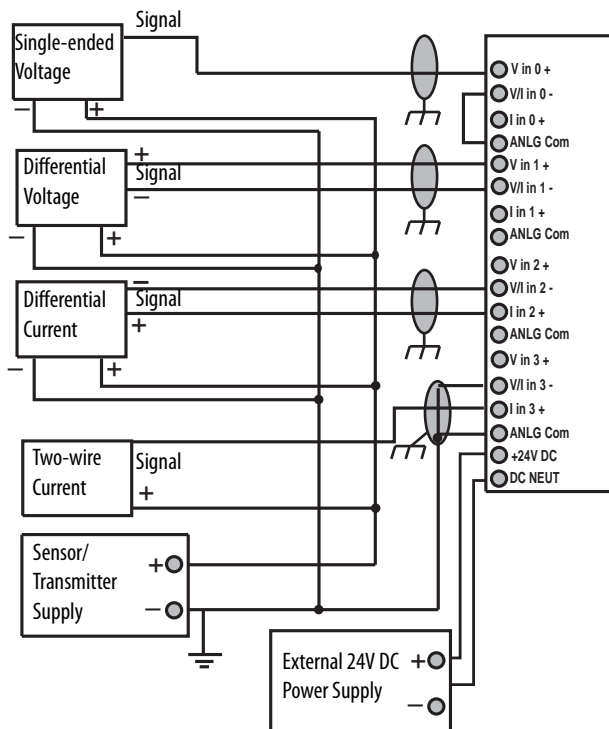 Signal
Single-ended
Voltage
− +
Differential
Voltage
+
Signal
−
− +
Differential
Current
−
Signal
+
− +
Two-wire
Current
Signal
+
Sensor/
Transmitter
Supply
+
−
External 24V DC
Power Supply
+
−
V in 0 +
V/I in 0 -
I in 0 +
ANLG Com
V in 1 +
V/I in 1 -
I in 1 +
ANLG Com
V in 2 +
V/I in 2 -
I in 2 +
ANLG Com
V in 3 +
V/I in 3 -
I in 3 +
ANLG Com
+24V DC
DC NEUT